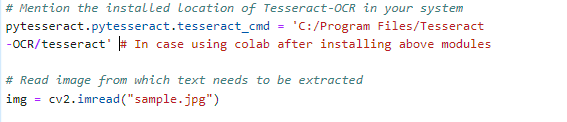 # Mention the installed location of Tesseract-OCR in your system
pytesseract.pytesseract.tesseract_cmd = 'C:/Program Files/Tesseract
-OCR/tesseract' # In case using colab after installing above modules
# Read image from which text needs to be extracted
img = cv2.imread("sample.jpg")